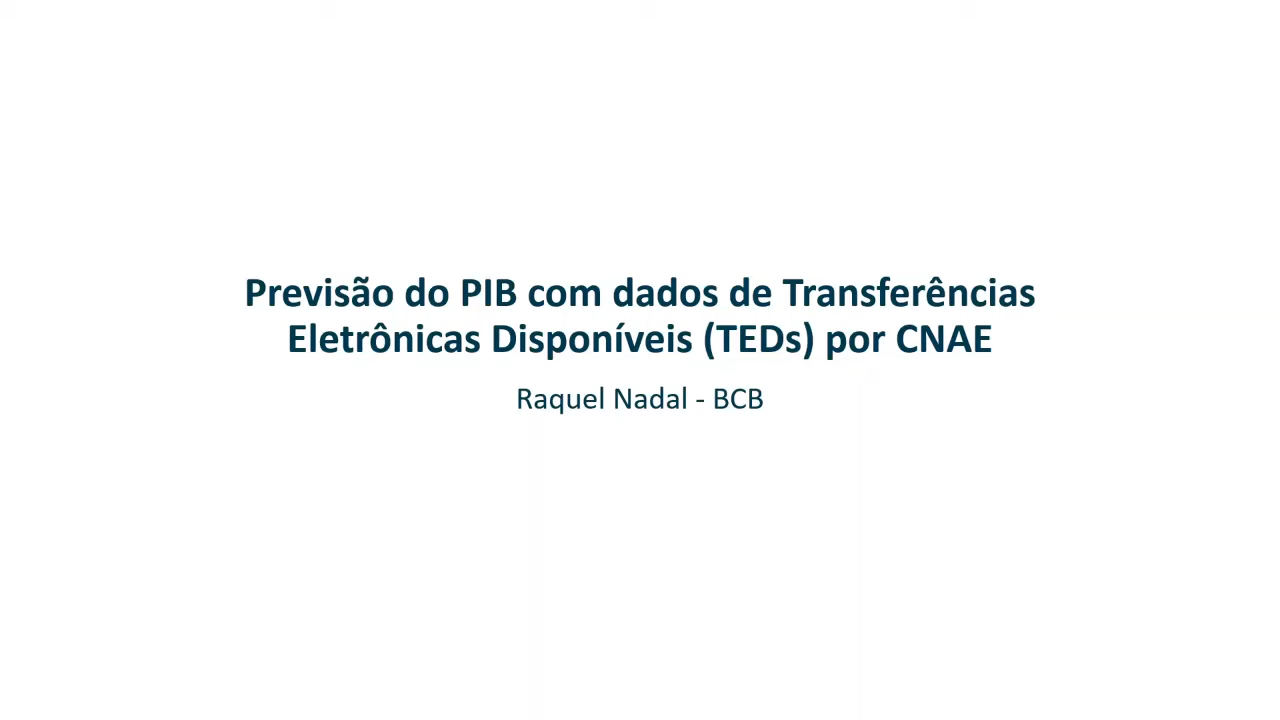 Previsão do PIB com dados de Transferências
Eletrônicas Disponíveis (TEDs) por CNAE
Raquel Nadal - BCB